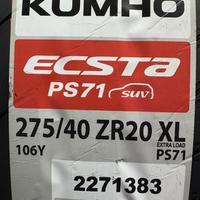 KUMHO
ECSTA
PS71 SUV
275/40 ZR20 XL
106Y EXTRA LOAD
PS71
2271383